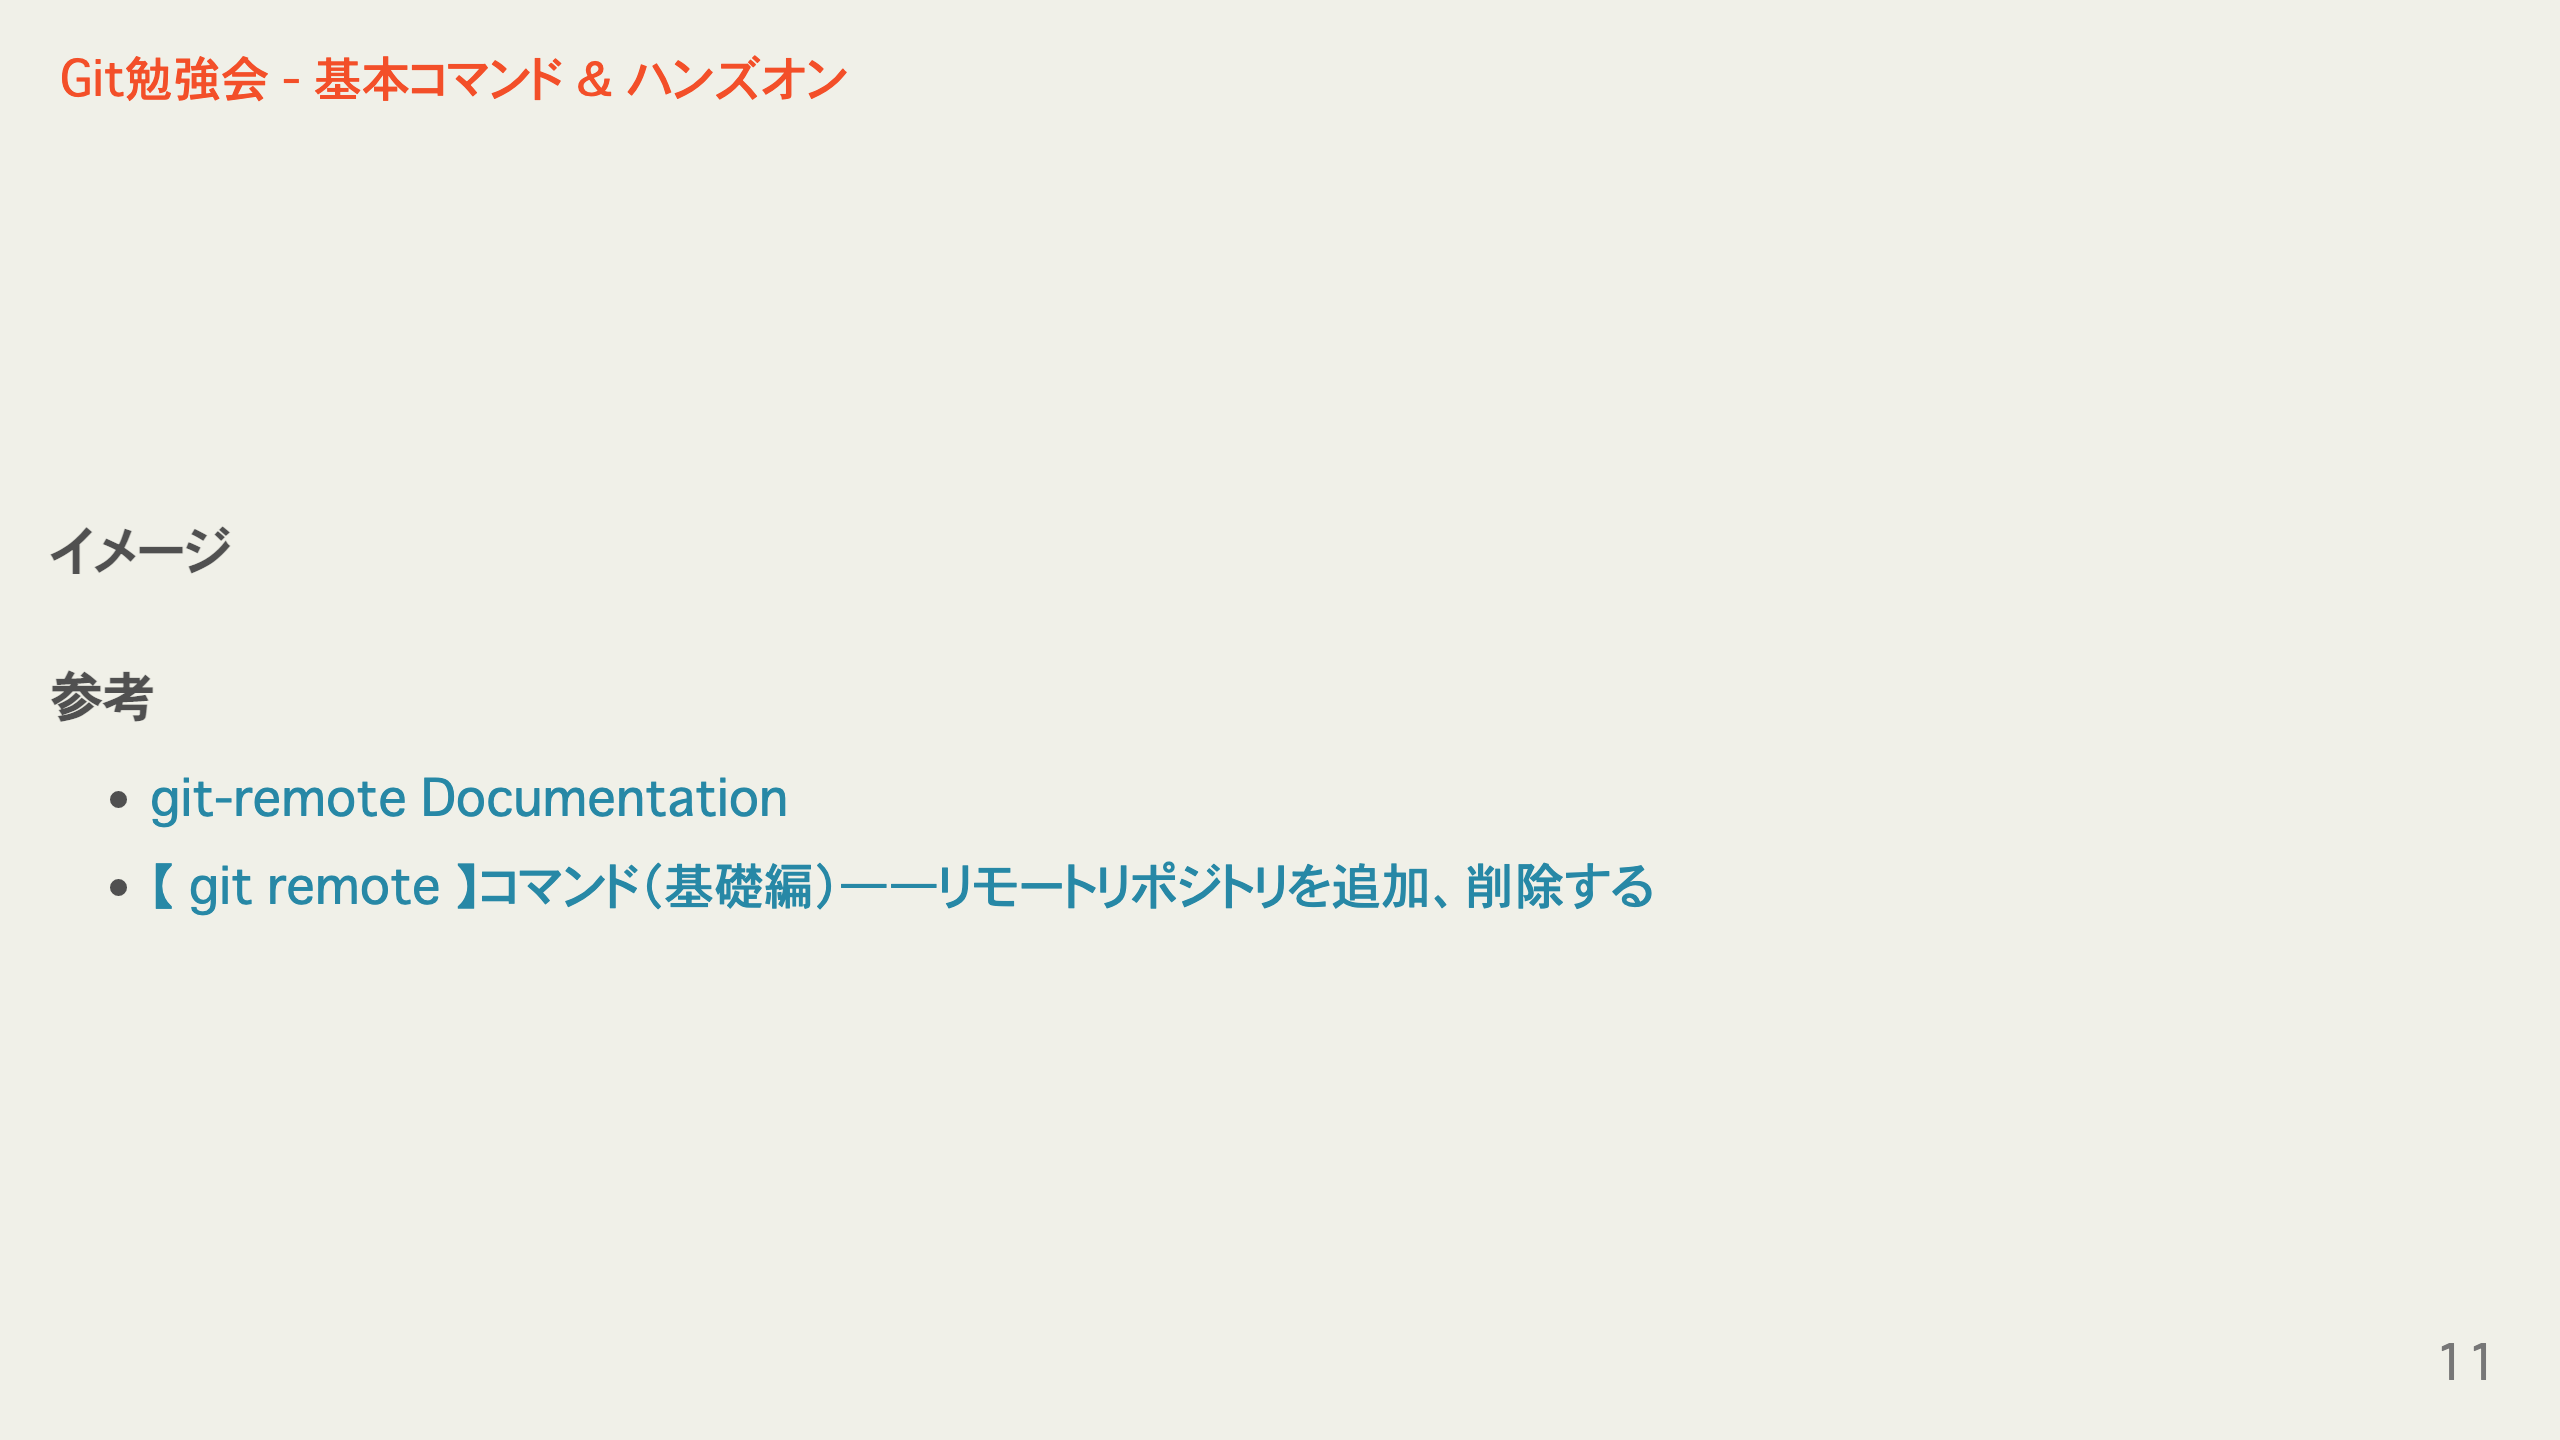 Git勉強会 - 基本コマンド & ハンズオン
イメージ
参考
• git-remote Documentation
• 【 git remote 】コマンド（基礎編）――リモートリポジトリを追加、削除する
11